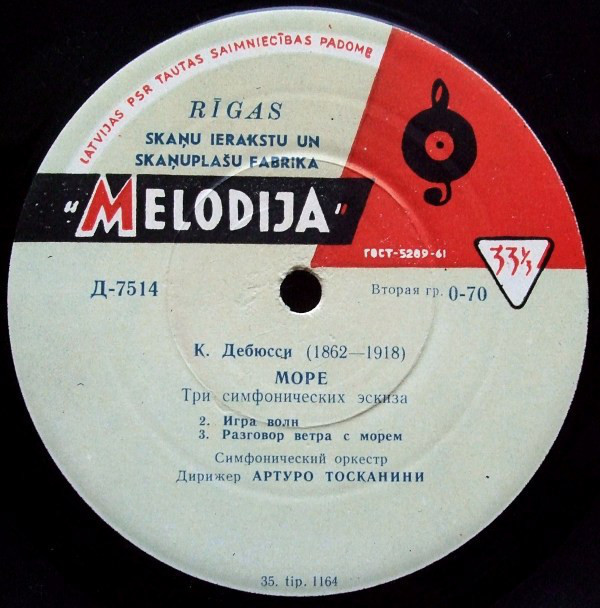 LATVIJAS PSR TAUTAS SAIMNIECĪBAS PADOME
RĪGAS
SKAŅU IERAKSTU UN
SKAŅUPLAŠU FABRIKA
"MELODIJA"
ГОСТ-5289-61
33⅓
Д-7514
Вторая гр. 0-70
К. Дебюсси (1862—1918)
МОРЕ
Три симфонических эскиза
2. Игра волн
3. Разговор ветра с морем
Симфонический оркестр
Дирижер АРТУРО ТОСКАНИНИ
35. tip. 1164